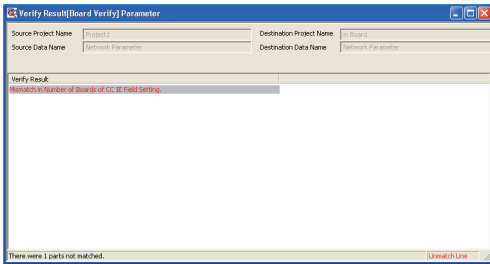 Verify Result[Board Verify] Parameter
Source Project Name Project1 Destination Project Name in Board
Source Data Name Network Parameter Destination Data Name Network Parameter
Verify Result
Mismatch in Number of Boards of CC IE Field Setting.
There were 1 parts not matched. Unmatch Line